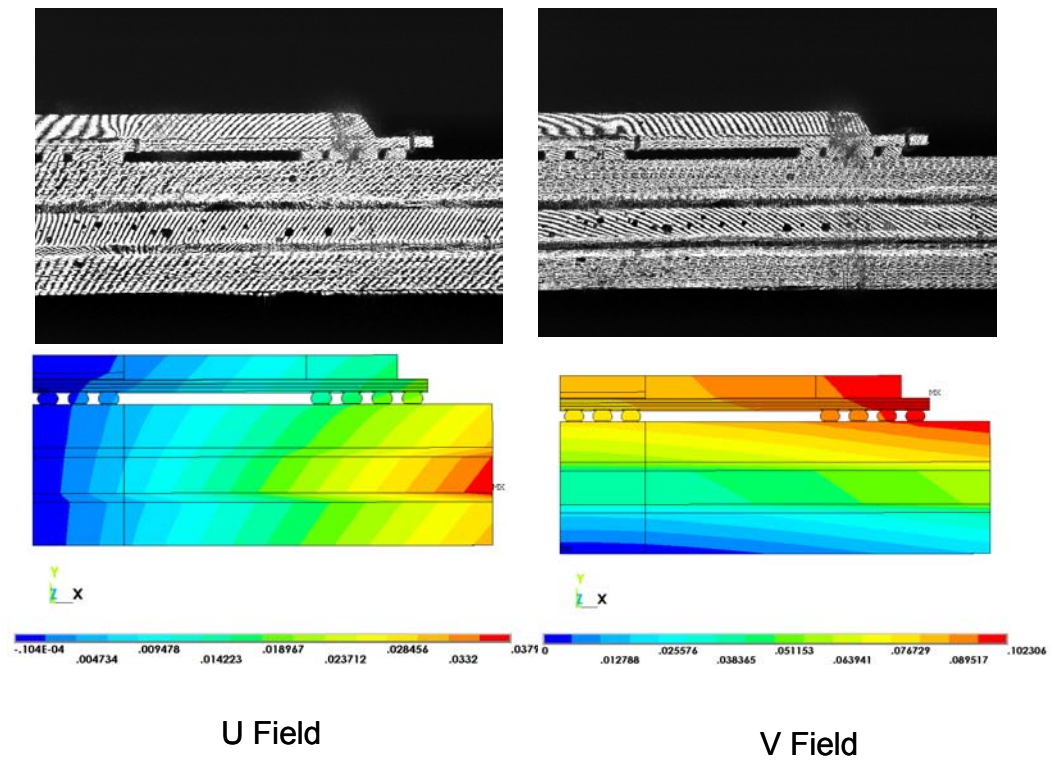 MX
MX
Y
Z X
Y
Z X
-.104E-04 .009478 .018967 .028456 .0379
.004734 .014223 .023712 .0332
0 .025576 .051153 .076729 .102306
.012788 .038365 .063941 .089517
U Field
V Field